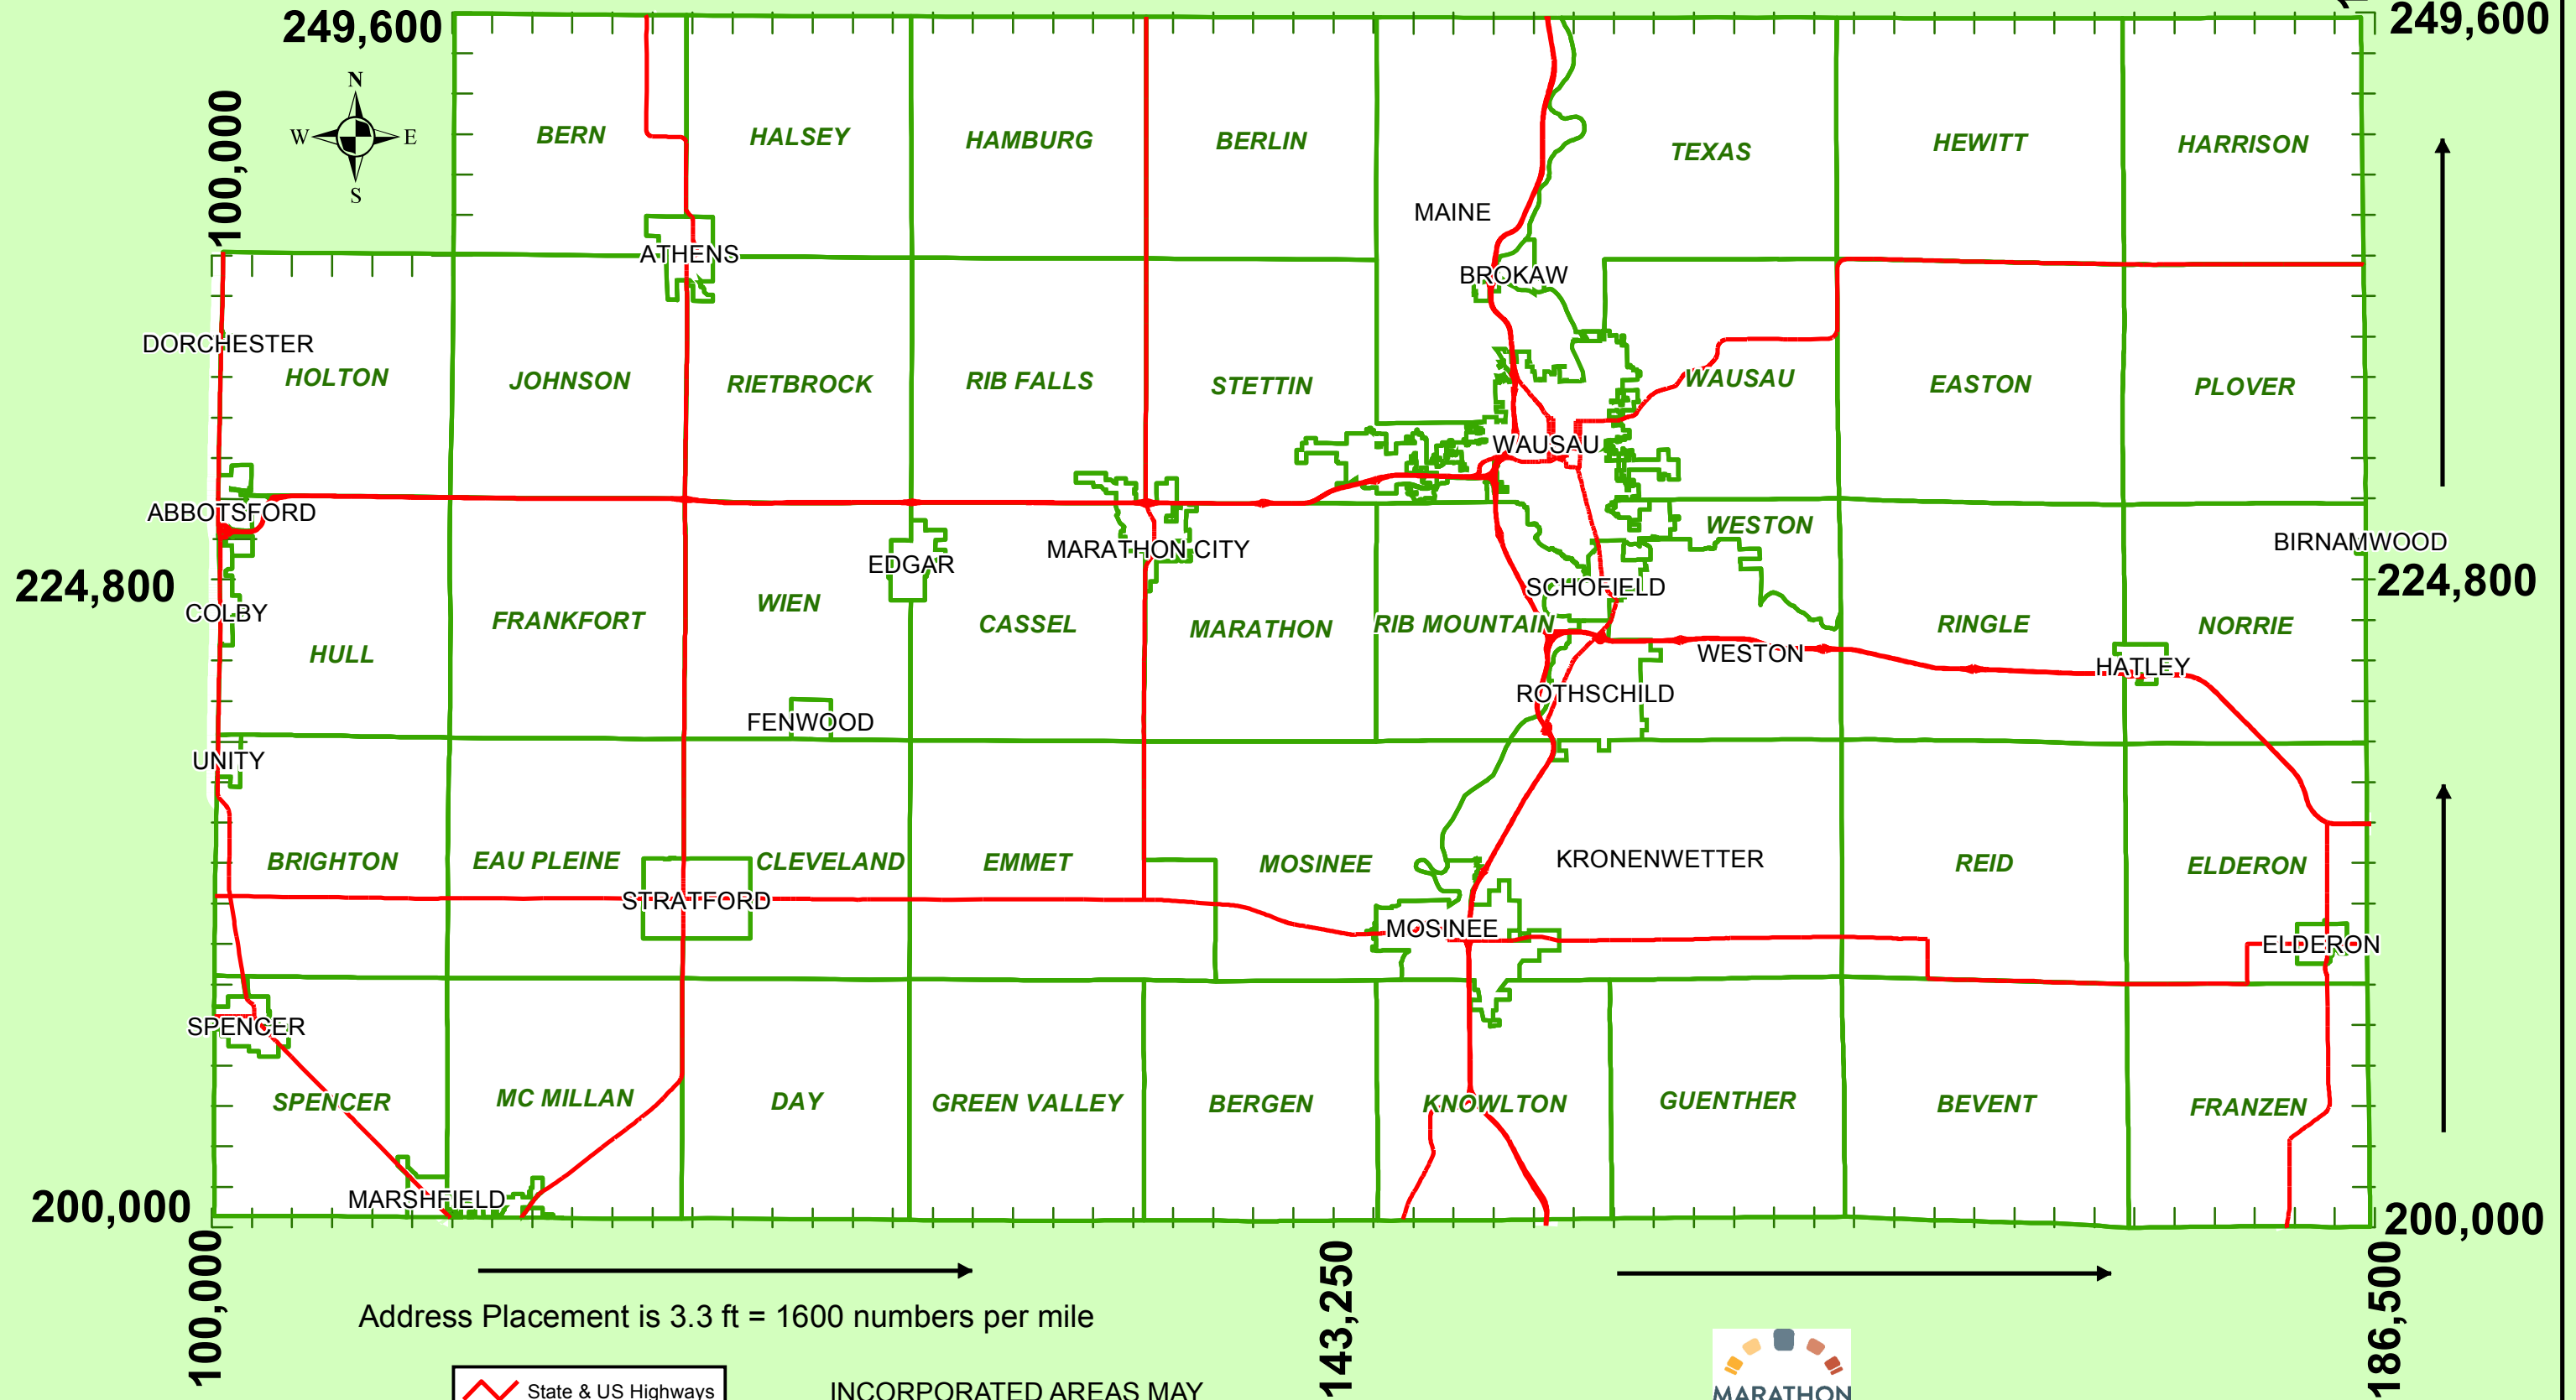 249,600
249,600
N
W
E
S
100,000
BERN
HALSEY
HAMBURG
BERLIN
TEXAS
HEWITT
HARRISON
MAINE
ATHENS
BROKAW
DORCHESTER
HOLTON
JOHNSON
RIETBROCK
RIB FALLS
STETTIN
WAUSAU
EASTON
PLOVER
WAUSAU
ABBOTSFORD
WESTON
BIRNAMWOOD
MARATHON CITY
EDGAR
224,800
224,800
SCHOFIELD
COLBY
WIEN
FRANKFORT
CASSEL
MARATHON
RIB MOUNTAIN
RINGLE
NORRIE
HULL
WESTON
HATLEY
ROTHSCHILD
FENWOOD
UNITY
BRIGHTON
EAU PLEINE
CLEVELAND
EMMET
MOSINEE
KRONENWETTER
REID
ELDERON
STRATFORD
MOSINEE
ELDERON
SPENCER
SPENCER
MC MILLAN
DAY
GREEN VALLEY
BERGEN
KNOWLTON
GUENTHER
BEVENT
FRANZEN
MARSHFIELD
200,000
200,000
100,000
143,250
186,500
Address Placement is 3.3 ft = 1600 numbers per mile
State & US Highways
INCORPORATED AREAS MAY
MARATHON